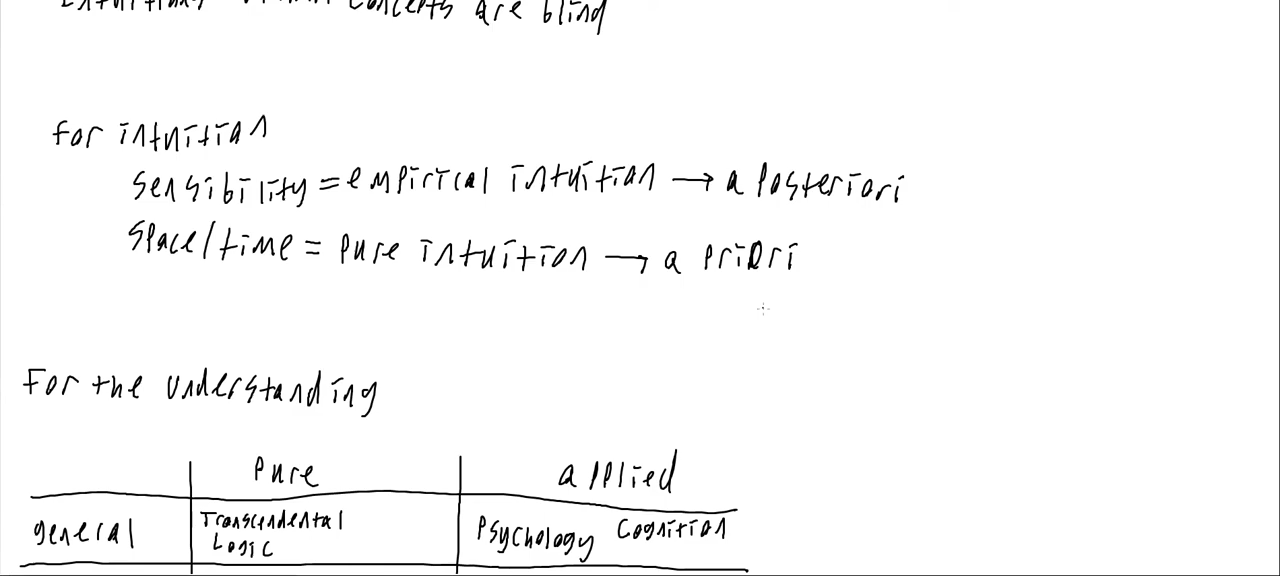 concepts are blind
for intuition
sensibility = empirical intuition → a posteriori
space/time = pure intuition → a priori
For the understanding
pure applied
general Transcendental Logic Psychology Cognition